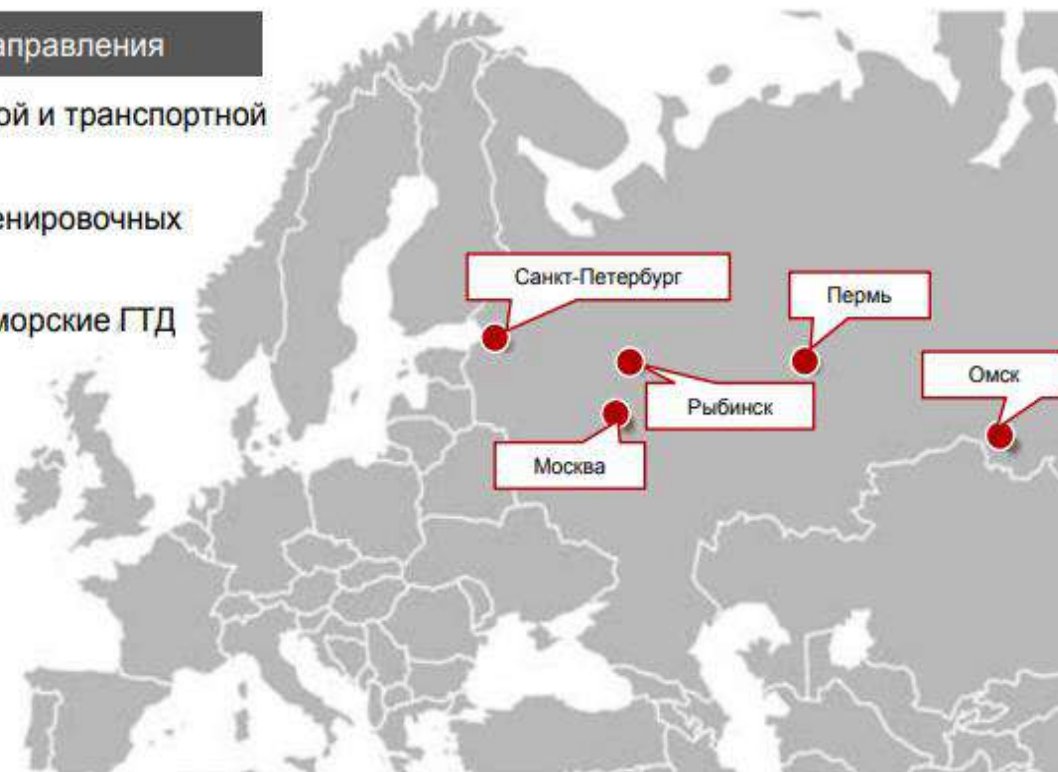 аправления
ой и транспортной
енировочных
морские ГТД
Санкт-Петербург
Пермь
Омск
Рыбинск
Москва